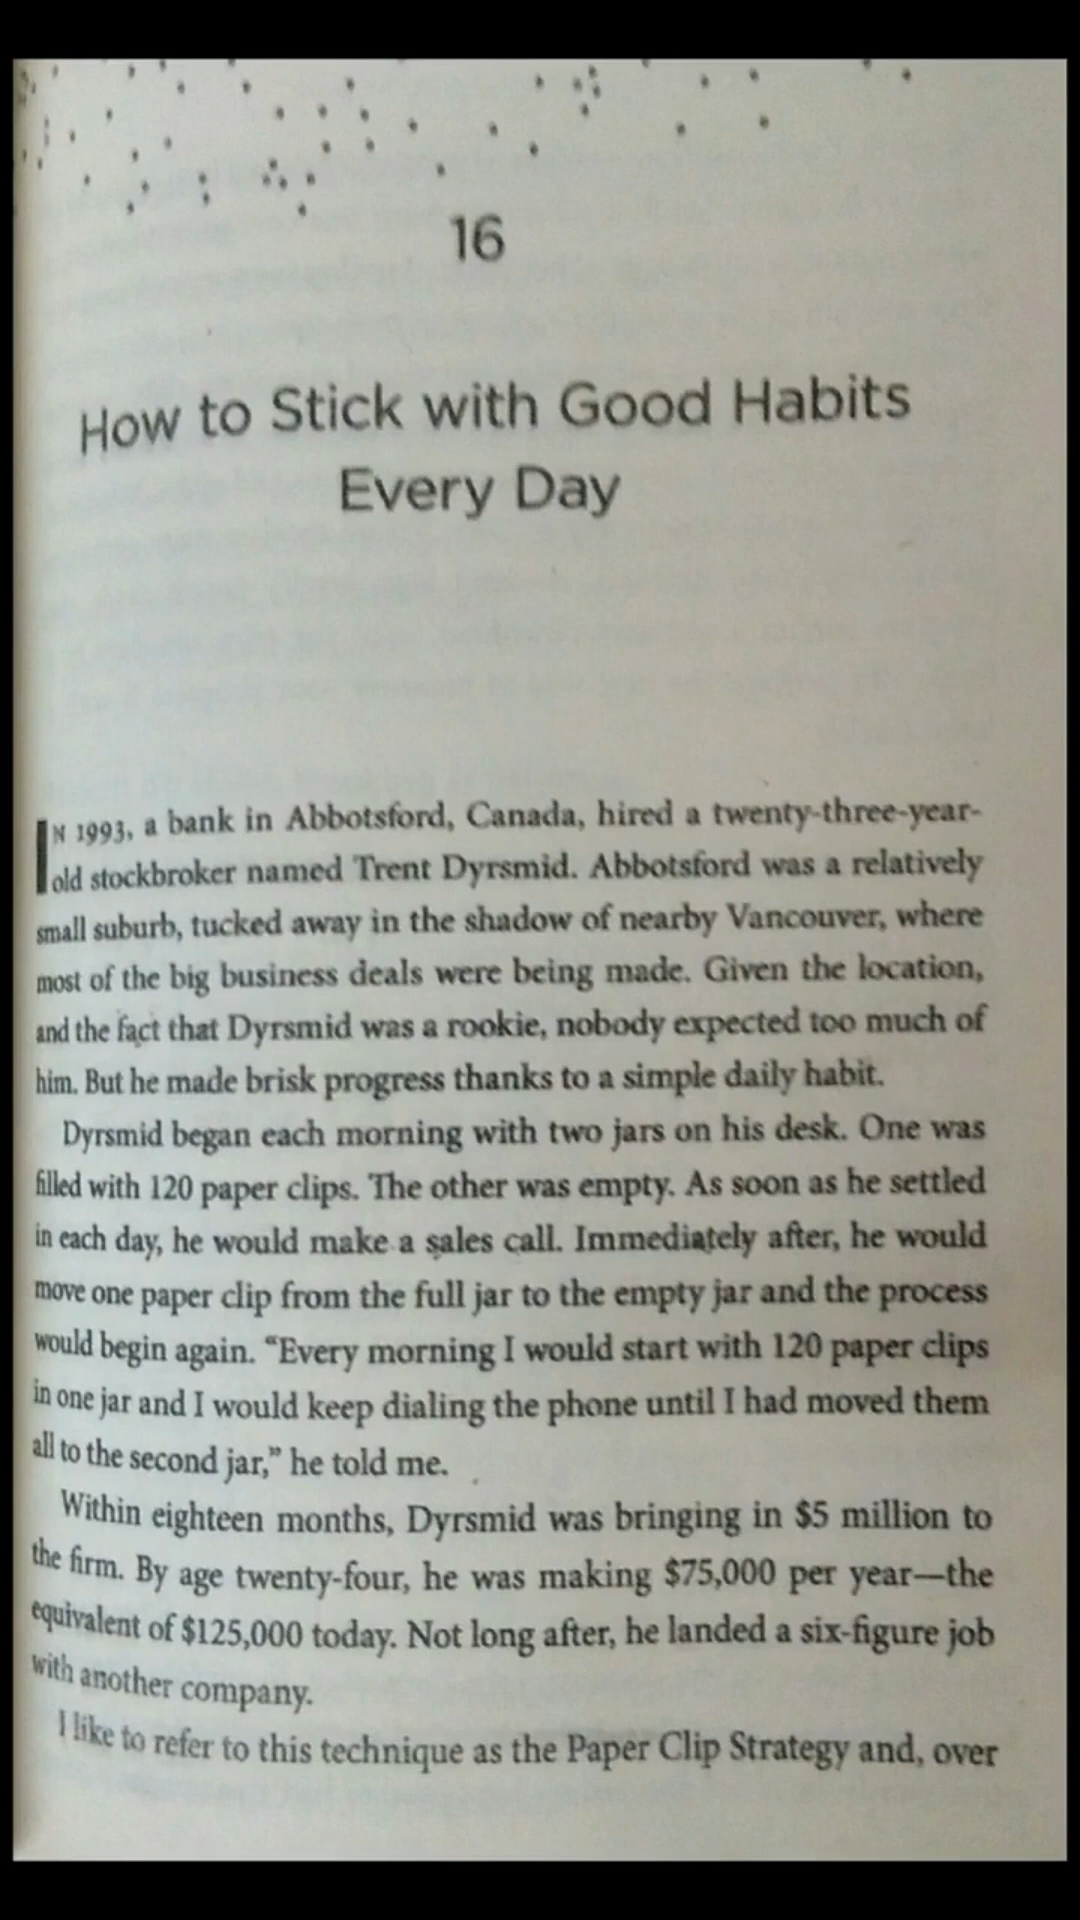 16
How to Stick with Good Habits
Every Day
IN 1993, a bank in Abbotsford, Canada, hired a twenty-three-year-
old stockbroker named Trent Dyrsmid. Abbotsford was a relatively
small suburb, tucked away in the shadow of nearby Vancouver, where
most of the big business deals were being made. Given the location,
and the fact that Dyrsmid was a rookie, nobody expected too much of
him. But he made brisk progress thanks to a simple daily habit.
Dyrsmid began each morning with two jars on his desk. One was
filled with 120 paper clips. The other was empty. As soon as he settled
in each day, he would make a sales call. Immediately after, he would
move one paper clip from the full jar to the empty jar and the process
would begin again. “Every morning I would start with 120 paper clips
in one jar and I would keep dialing the phone until I had moved them
all to the second jar,” he told me.
Within eighteen months, Dyrsmid was bringing in $5 million to
the firm. By age twenty-four, he was making $75,000 per year—the
equivalent of $125,000 today. Not long after, he landed a six-figure job
with another company.
I like to refer to this technique as the Paper Clip Strategy and, over